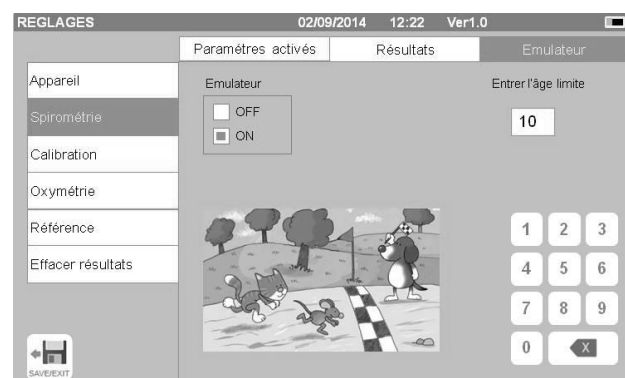 REGLAGES 02/09/2014 12:22 Ver1.0
Paramétres activés Résultats Emulateur
Appareil
Spirométrie
Calibration
Oxymétrie
Référence
Effacer résultats
Emulateur
OFF
ON
Entrer l'âge limite
10
1 2 3
4 5 6
7 8 9
0 X
SAVE/EXIT